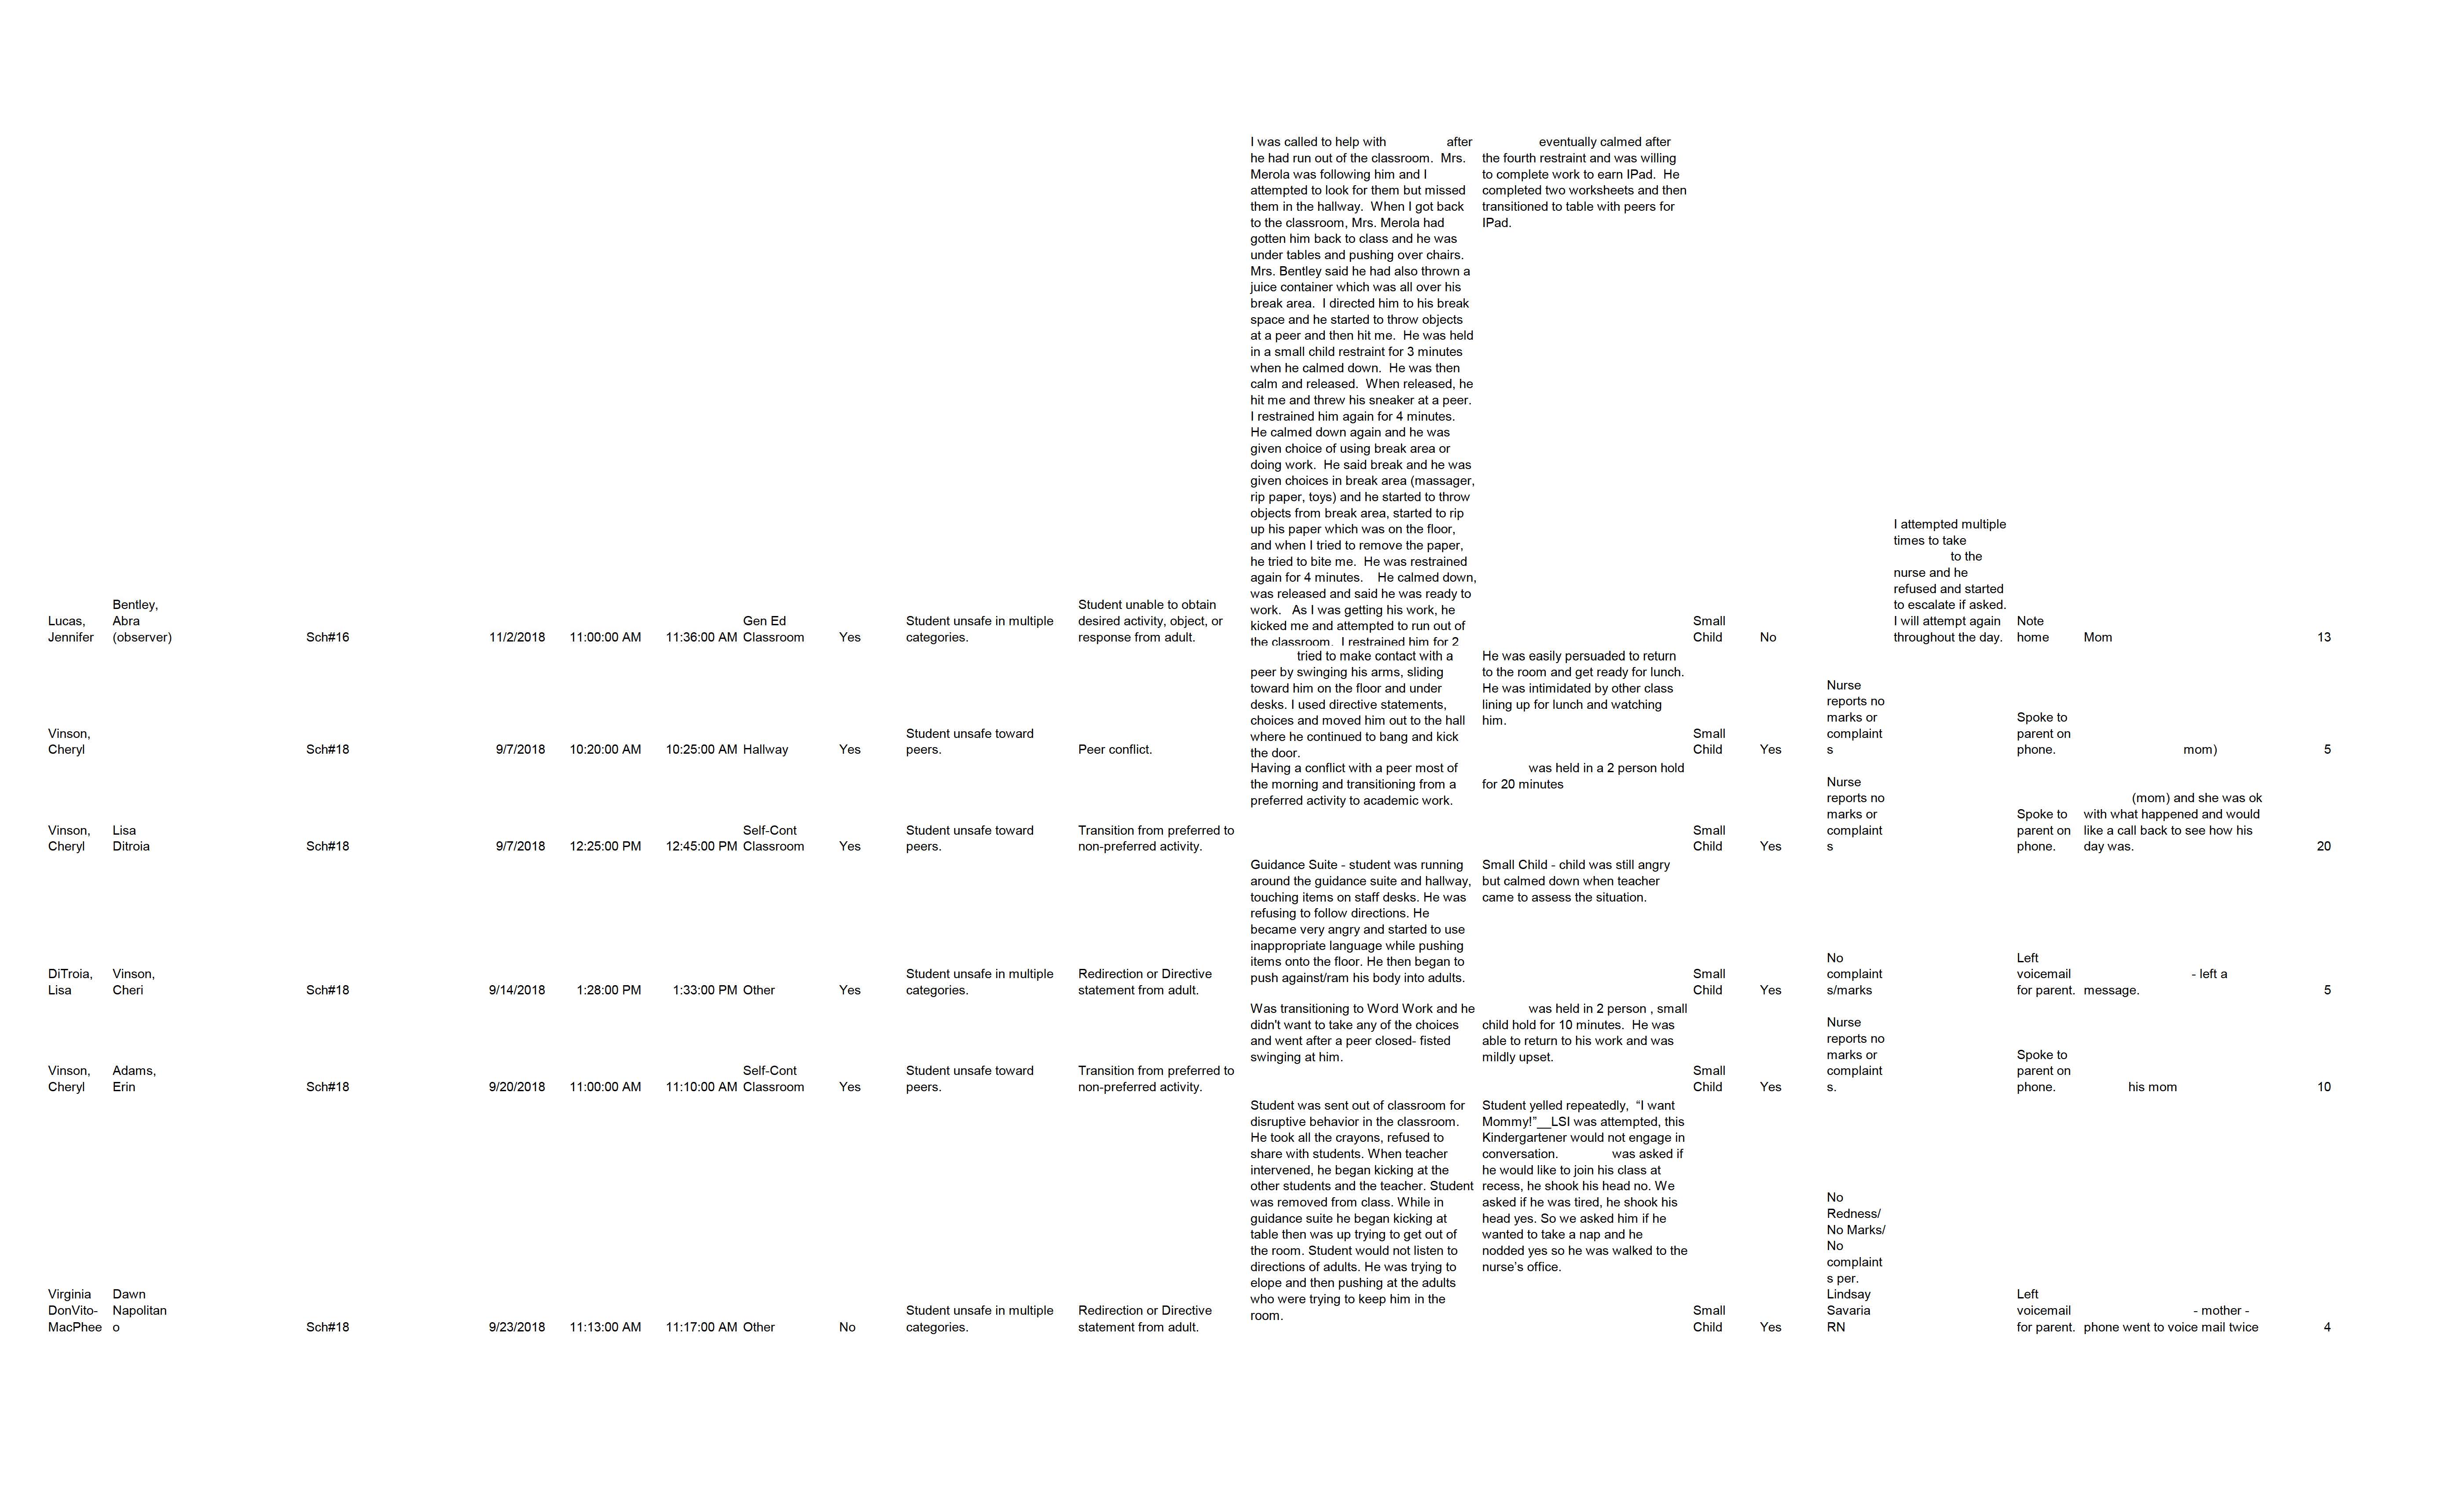 I was called to help with after
he had run out of the classroom. Mrs.
Merola was following him and I
attempted to look for them but missed
them in the hallway. When I got back
to the classroom, Mrs. Merola had
gotten him back to class and he was
under tables and pushing over chairs.
Mrs. Bentley said he had also thrown a
juice container which was all over his
break area. I directed him to his break
space and he started to throw objects
at a peer and then hit me. He was held
in a small child restraint for 3 minutes
when he calmed down. He was then
calm and released. When released, he
hit me and threw his sneaker at a peer.
I restrained him again for 4 minutes.
He calmed down again and he was
given choice of using break area or
doing work. He said break and he was
given choices in break area (massager,
rip paper, toys) and he started to throw
objects from break area, started to rip
up his paper which was on the floor,
and when I tried to remove the paper,
he tried to bite me. He was restrained
again for 4 minutes. He calmed down,
was released and said he was ready to
work. As I was getting his work, he
kicked me and attempted to run out of
the classroom. I restrained him for 2
eventually calmed after
the fourth restraint and was willing
to complete work to earn IPad. He
completed two worksheets and then
transitioned to table with peers for
IPad.
Lucas,
Jennifer
Bentley,
Abra
(observer)
Sch#16
11/2/2018
11:00:00 AM
11:36:00 AM
Gen Ed
Classroom
Yes
Student unsafe in multiple
categories.
Student unable to obtain
desired activity, object, or
response from adult.
Small
Child
No
I attempted multiple
times to take
to the
nurse and he
refused and started
to escalate if asked.
I will attempt again
throughout the day.
Note
home
Mom
13
Vinson,
Cheryl
Sch#18
9/7/2018
10:20:00 AM
10:25:00 AM
Hallway
Yes
Student unsafe toward
peers.
Peer conflict.
tried to make contact with a
peer by swinging his arms, sliding
toward him on the floor and under
desks. I used directive statements,
choices and moved him out to the hall
where he continued to bang and kick
the door.
He was easily persuaded to return
to the room and get ready for lunch.
He was intimidated by other class
lining up for lunch and watching
him.
Small
Child
Yes
Nurse
reports no
marks or
complaint
s
Spoke to
parent on
phone.
mom)
5
Vinson,
Cheryl
Lisa
Ditroia
Sch#18
9/7/2018
12:25:00 PM
12:45:00 PM
Self-Cont
Classroom
Yes
Student unsafe toward
peers.
Transition from preferred to
non-preferred activity.
Having a conflict with a peer most of
the morning and transitioning from a
preferred activity to academic work.
was held in a 2 person hold
for 20 minutes
Small
Child
Yes
Nurse
reports no
marks or
complaint
s
Spoke to
parent on
phone.
(mom) and she was ok
with what happened and would
like a call back to see how his
day was.
20
DiTroia,
Lisa
Vinson,
Cheri
Sch#18
9/14/2018
1:28:00 PM
1:33:00 PM
Other
Yes
Student unsafe in multiple
categories.
Redirection or Directive
statement from adult.
Guidance Suite - student was running
around the guidance suite and hallway,
touching items on staff desks. He was
refusing to follow directions. He
became very angry and started to use
inappropriate language while pushing
items onto the floor. He then began to
push against/ram his body into adults.
Small Child - child was still angry
but calmed down when teacher
came to assess the situation.
Small
Child
Yes
No
complaint
s/marks
Left
voicemail
for parent.
- left a
message.
5
Vinson,
Cheryl
Adams,
Erin
Sch#18
9/20/2018
11:00:00 AM
11:10:00 AM
Self-Cont
Classroom
Yes
Student unsafe toward
peers.
Transition from preferred to
non-preferred activity.
Was transitioning to Word Work and he
didn't want to take any of the choices
and went after a peer closed- fisted
swinging at him.
was held in 2 person , small
child hold for 10 minutes. He was
able to return to his work and was
mildly upset.
Small
Child
Yes
Nurse
reports no
marks or
complaint
s.
Spoke to
parent on
phone.
his mom
10
Virginia
DonVito-
MacPhee
Dawn
Napolitan
o
Sch#18
9/23/2018
11:13:00 AM
11:17:00 AM
Other
No
Student unsafe in multiple
categories.
Redirection or Directive
statement from adult.
Student was sent out of classroom for
disruptive behavior in the classroom.
He took all the crayons, refused to
share with students. When teacher
intervened, he began kicking at the
other students and the teacher. Student
was removed from class. While in
guidance suite he began kicking at
table then was up trying to get out of
the room. Student would not listen to
directions of adults. He was trying to
elope and then pushing at the adults
who were trying to keep him in the
room.
Student yelled repeatedly, “I want
Mommy!”__LSI was attempted, this
Kindergartener would not engage in
conversation. was asked if
he would like to join his class at
recess, he shook his head no. We
asked if he was tired, he shook his
head yes. So we asked him if he
wanted to take a nap and he
nodded yes so he was walked to the
nurse’s office.
Small
Child
Yes
No
Redness/
No Marks/
No
complaint
s per.
Lindsay
Savaria
RN
Left
voicemail
for parent.
- mother -
phone went to voice mail twice
4